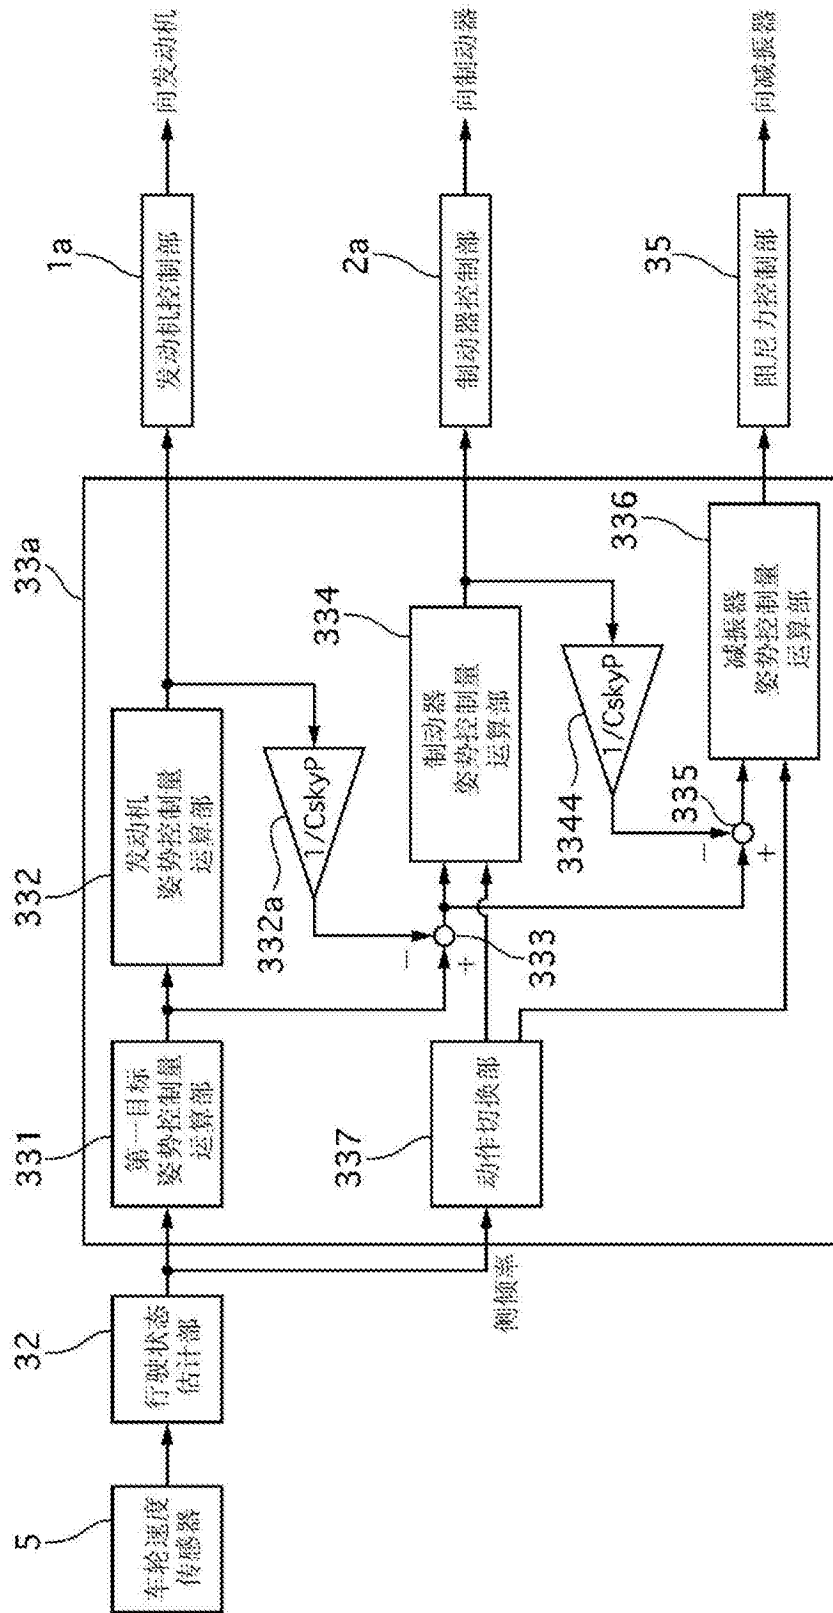 5
车轮速度
传感器
32
行驶状态
估计部
侧倾率
33a
331
第一目标
姿势控制量
运算部
332
发动机
姿势控制量
运算部
332a
1/CskyP
1a
发动机控制部
向发动机
337
动作切换部
−
+
333
334
制动器
姿势控制量
运算部
3344
1/CskyP
2a
制动器控制部
向制动器
−
+
335
336
减振器
姿势控制量
运算部
35
阻尼力控制部
向减振器